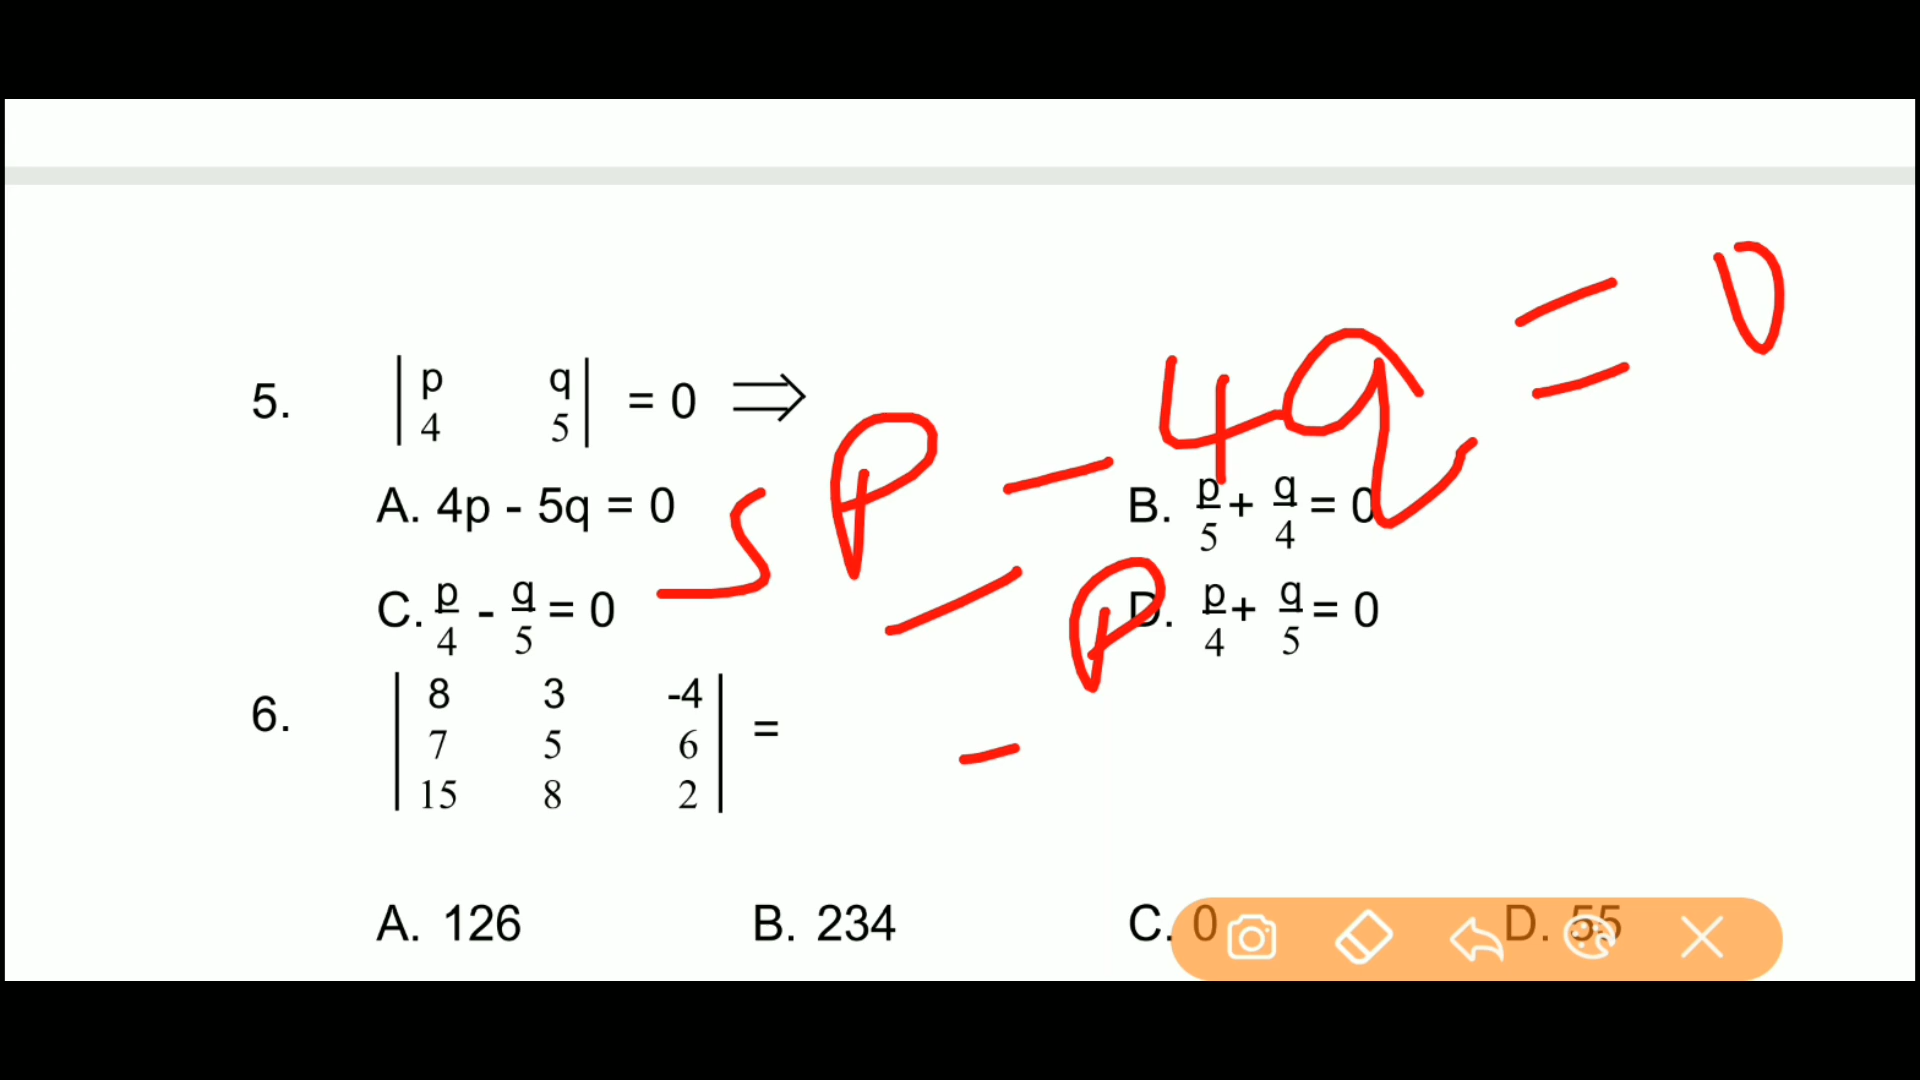 5. | p q | = 0 ⇒
| 4 5 |
5p - 4q = 0
A. 4p - 5q = 0 B. p/5 + q/4 = 0
- p
C. p/4 - q/5 = 0 D. p/4 + q/5 = 0
-
6. | 8 3 -4 | =
| 7 5 6 |
| 15 8 2 |
A. 126 B. 234 C. 0 D. 55